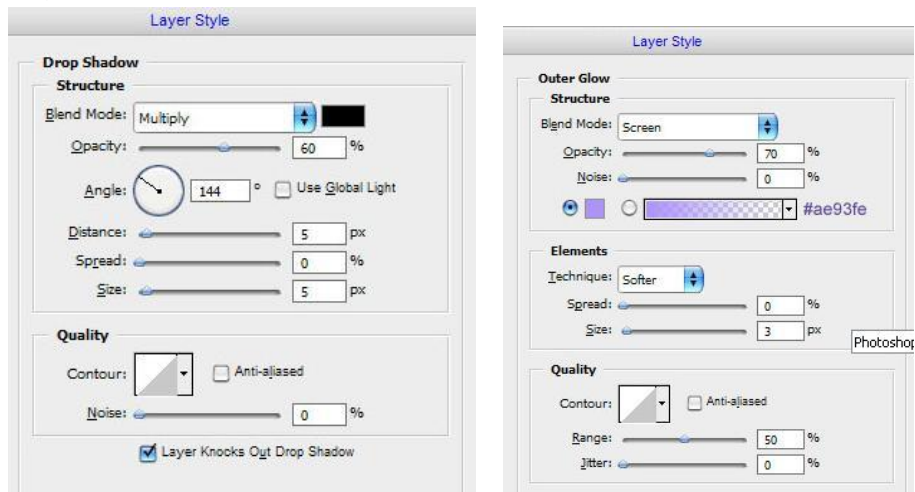 Layer Style
Drop Shadow
Structure
Blend Mode: Multiply
Opacity: 60 %
Angle: 144 ° Use Global Light
Distance: 5 px
Spread: 0 %
Size: 5 px
Quality
Contour: Anti-aliased
Noise: 0 %
Layer Knocks Out Drop Shadow
Layer Style
Outer Glow
Structure
Blend Mode: Screen
Opacity: 70 %
Noise: 0 %
#ae93fe
Elements
Technique: Softer
Spread: 0 %
Size: 3 px
Photoshop
Quality
Contour: Anti-aliased
Range: 50 %
Jitter: 0 %